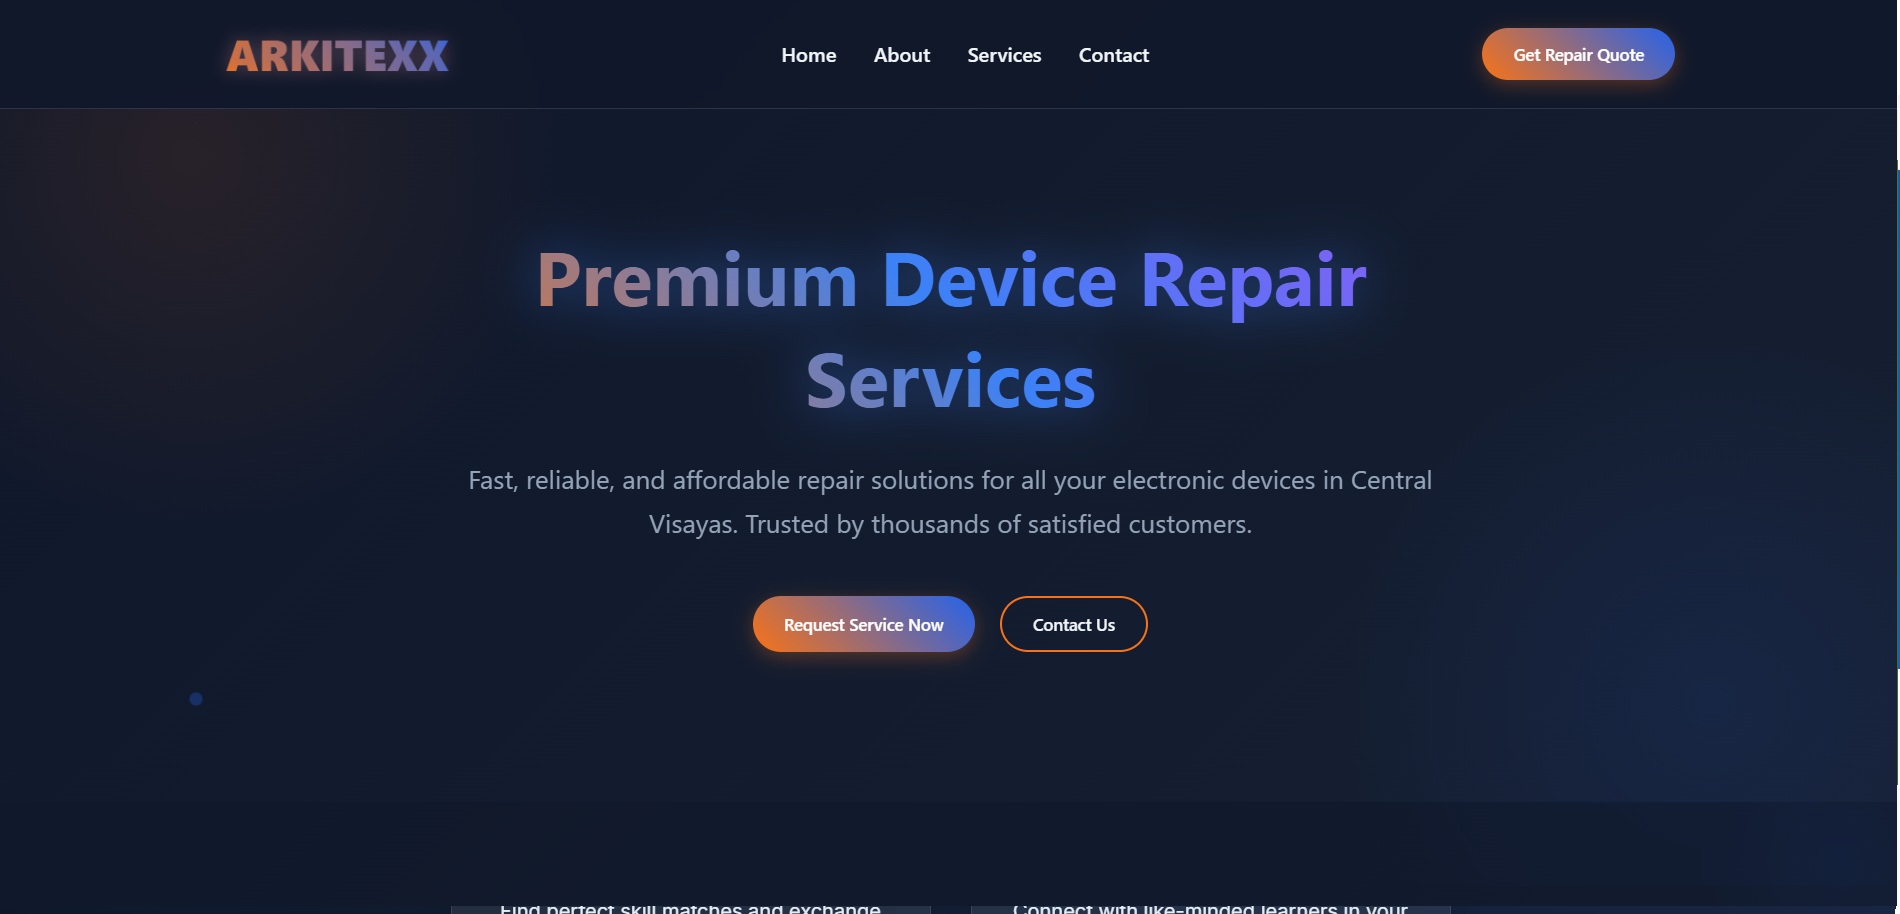 ARKITEXX
Home
About
Services
Contact
Get Repair Quote
Premium Device Repair
Services
Fast, reliable, and affordable repair solutions for all your electronic devices in Central
Visayas. Trusted by thousands of satisfied customers.
Request Service Now
Contact Us
Find perfect skill matches and exchange
Connect with like-minded learners in your